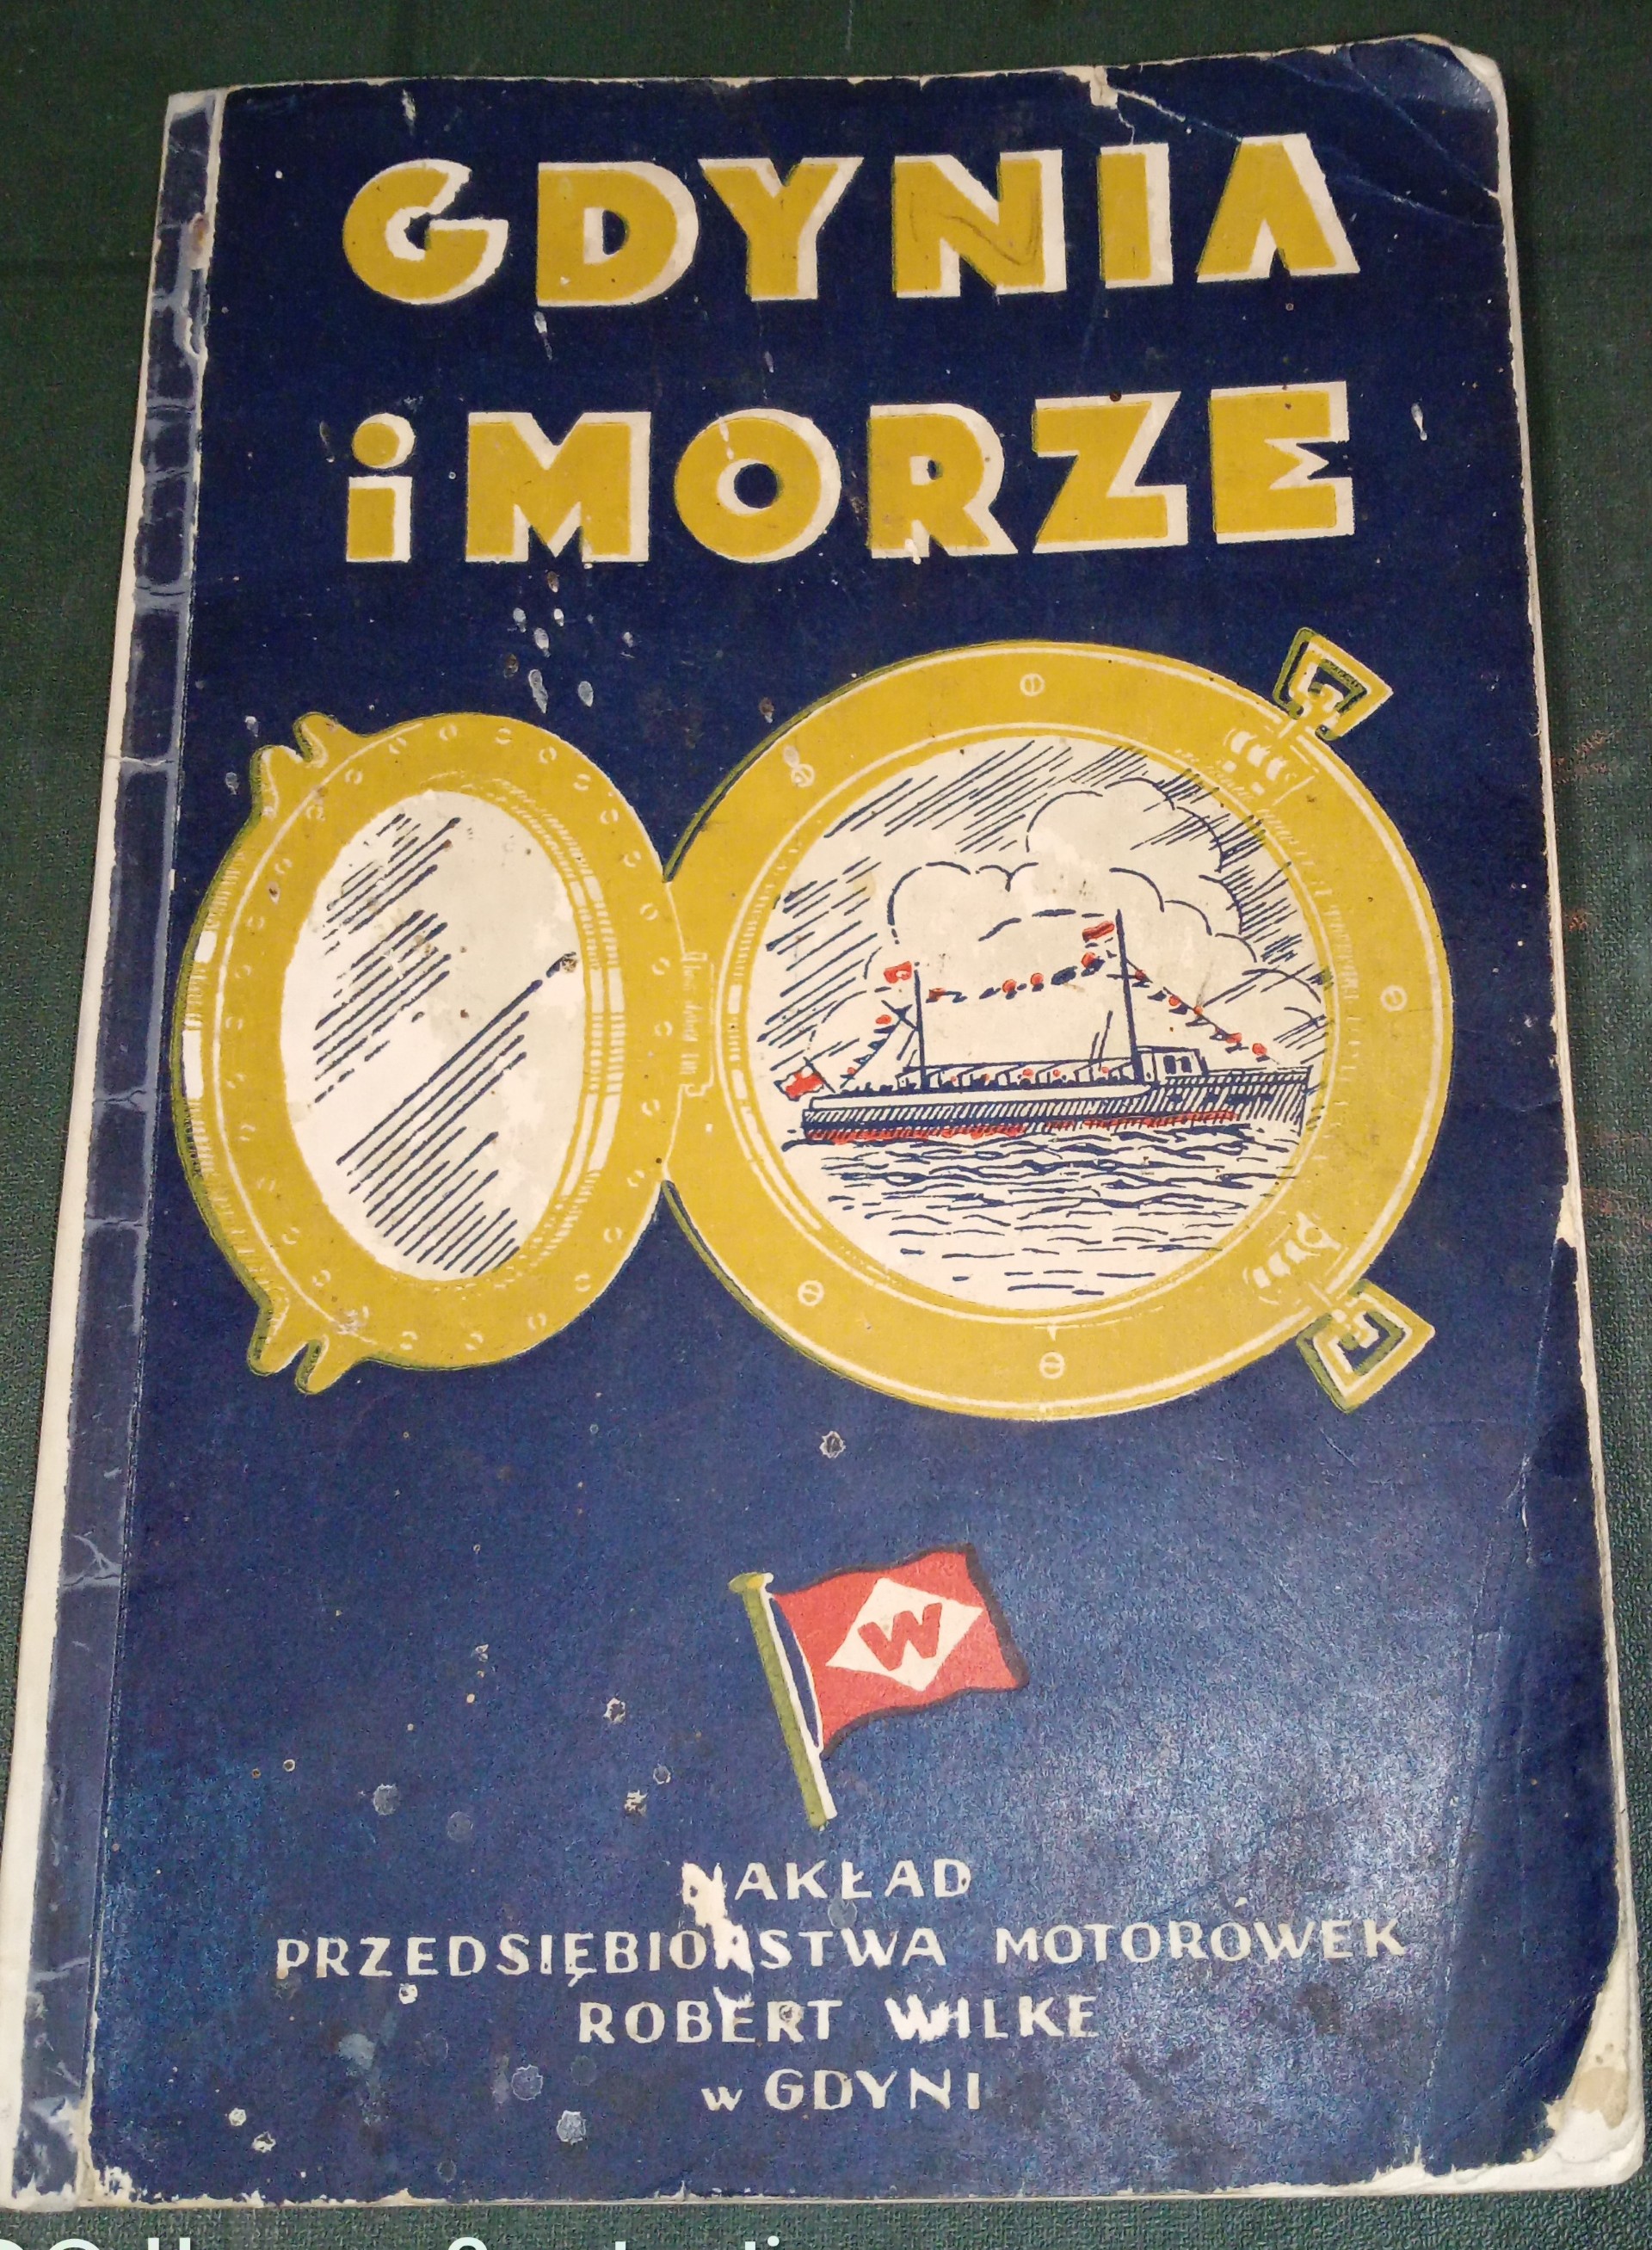 GDYNIA
i MORZE
W
NAKŁAD
PRZEDSIĘBIORSTWA MOTORÓWEK
ROBERT WILKE
w GDYNI